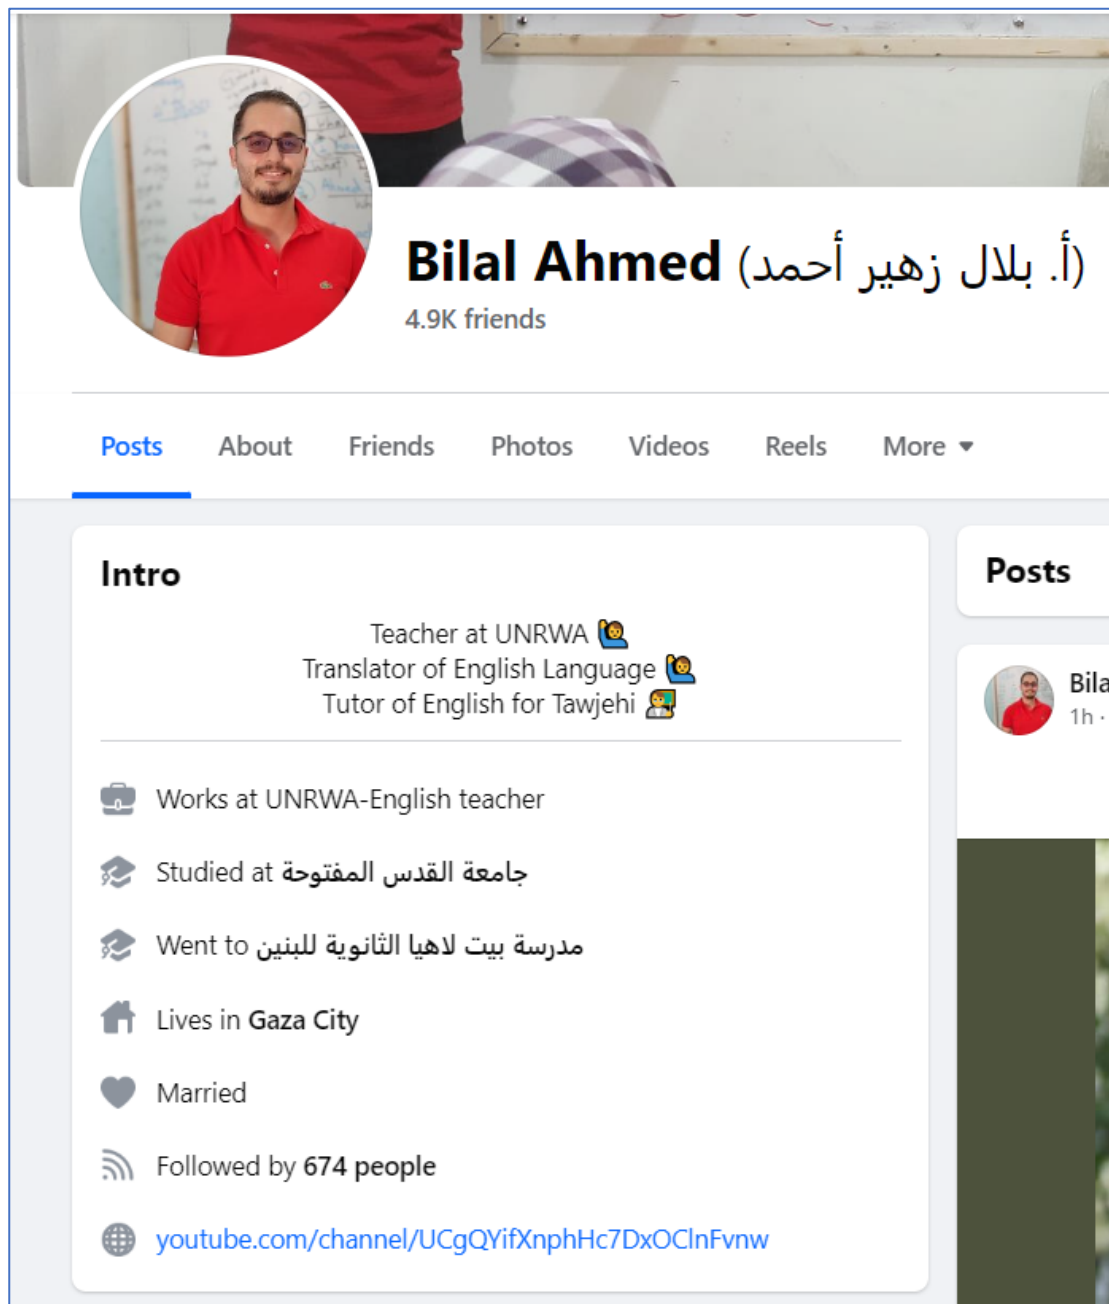 Bilal Ahmed (أ. بلال زهير أحمد)
4.9K friends
Posts About Friends Photos Videos Reels More
Intro
Teacher at UNRWA 🙋‍♂️
Translator of English Language 🙋‍♂️
Tutor of English for Tawjehi 👨‍🏫
Works at UNRWA-English teacher
Studied at جامعة القدس المفتوحة
Went to مدرسة بيت لاهيا الثانوية للبنين
Lives in Gaza City
Married
Followed by 674 people
youtube.com/channel/UCgQYifXnphHc7DxOClnFvnw
Posts
Bila
1h ·